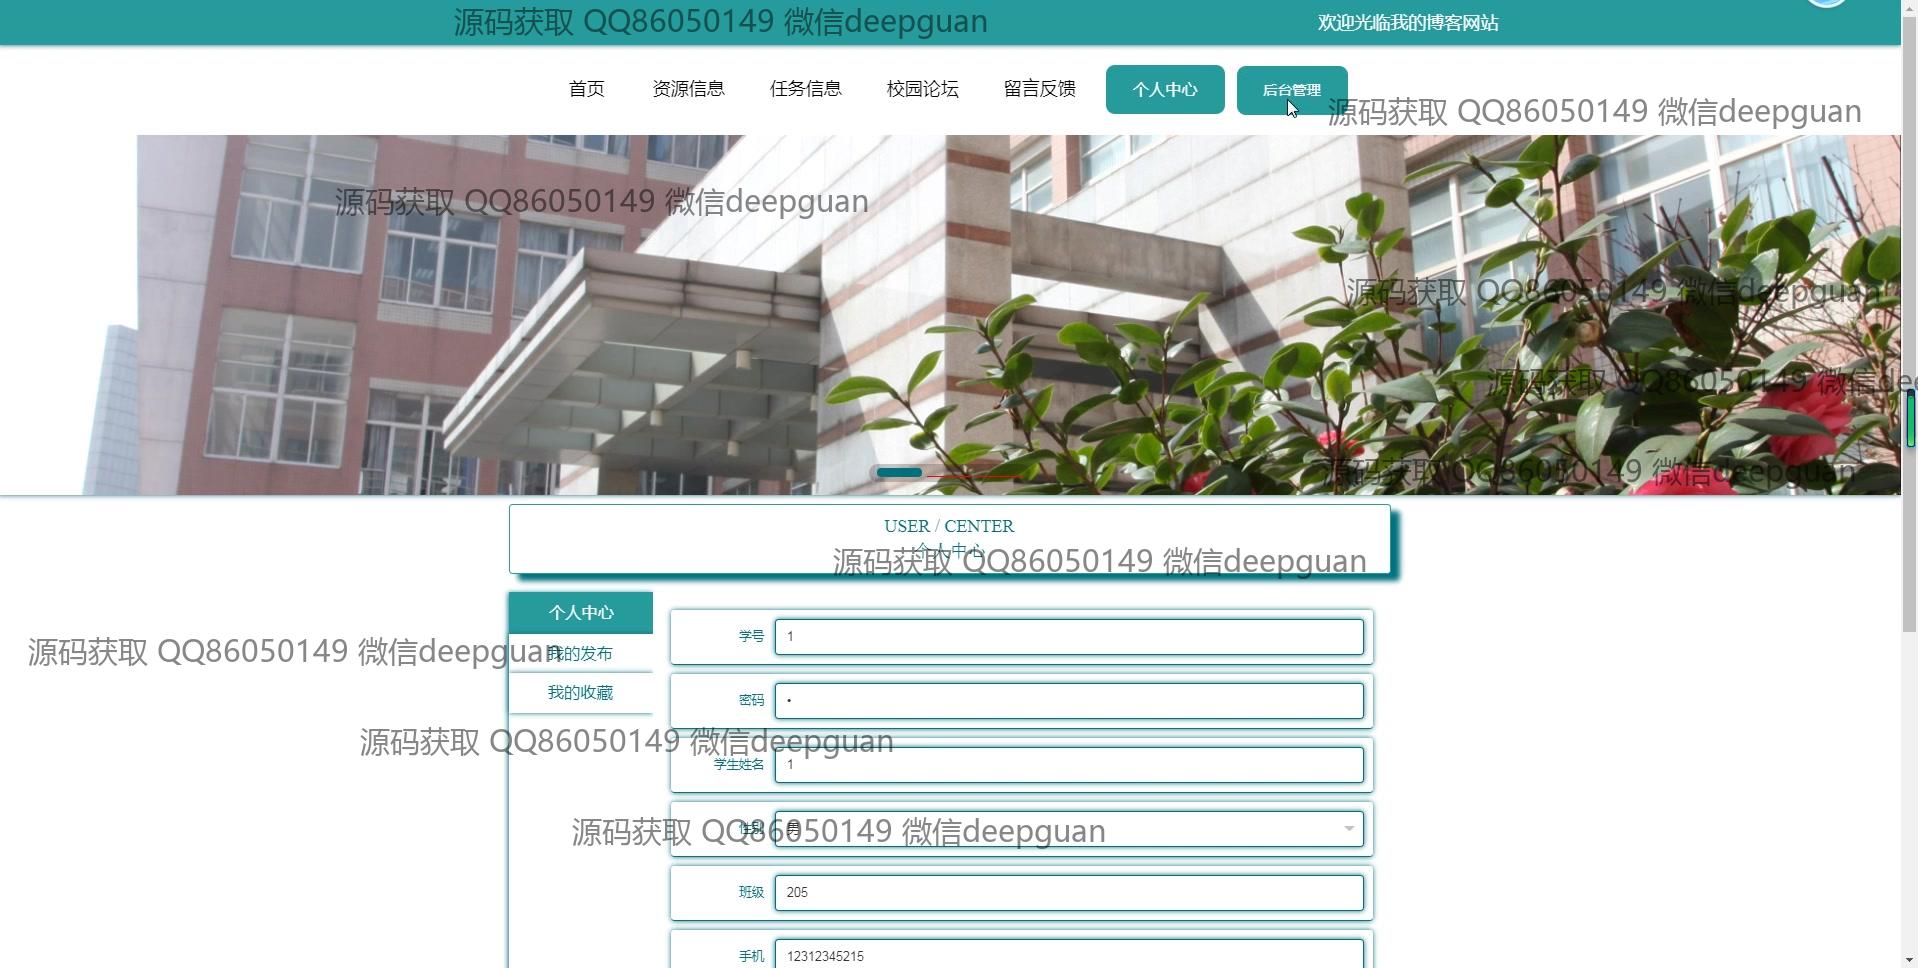 源码获取 QQ86050149 微信deepguan
欢迎光临我的博客网站
首页 资源信息 任务信息 校园论坛 留言反馈 个人中心 后台管理
源码获取 QQ86050149 微信deepguan
源码获取 QQ86050149 微信deepguan
源码获取 QQ86050149 微信deepguan
源码获取 QQ86050149 微信dee
源码获取 QQ86050149 微信deepguan
USER / CENTER
个人中心
源码获取 QQ86050149 微信deepguan
个人中心
我的发布
我的收藏
源码获取 QQ86050149 微信deepguan
学号 1
密码 •
源码获取 QQ86050149 微信deepguan
学生姓名 1
性别 男
源码获取 QQ86050149 微信deepguan
班级 205
手机 12312345215